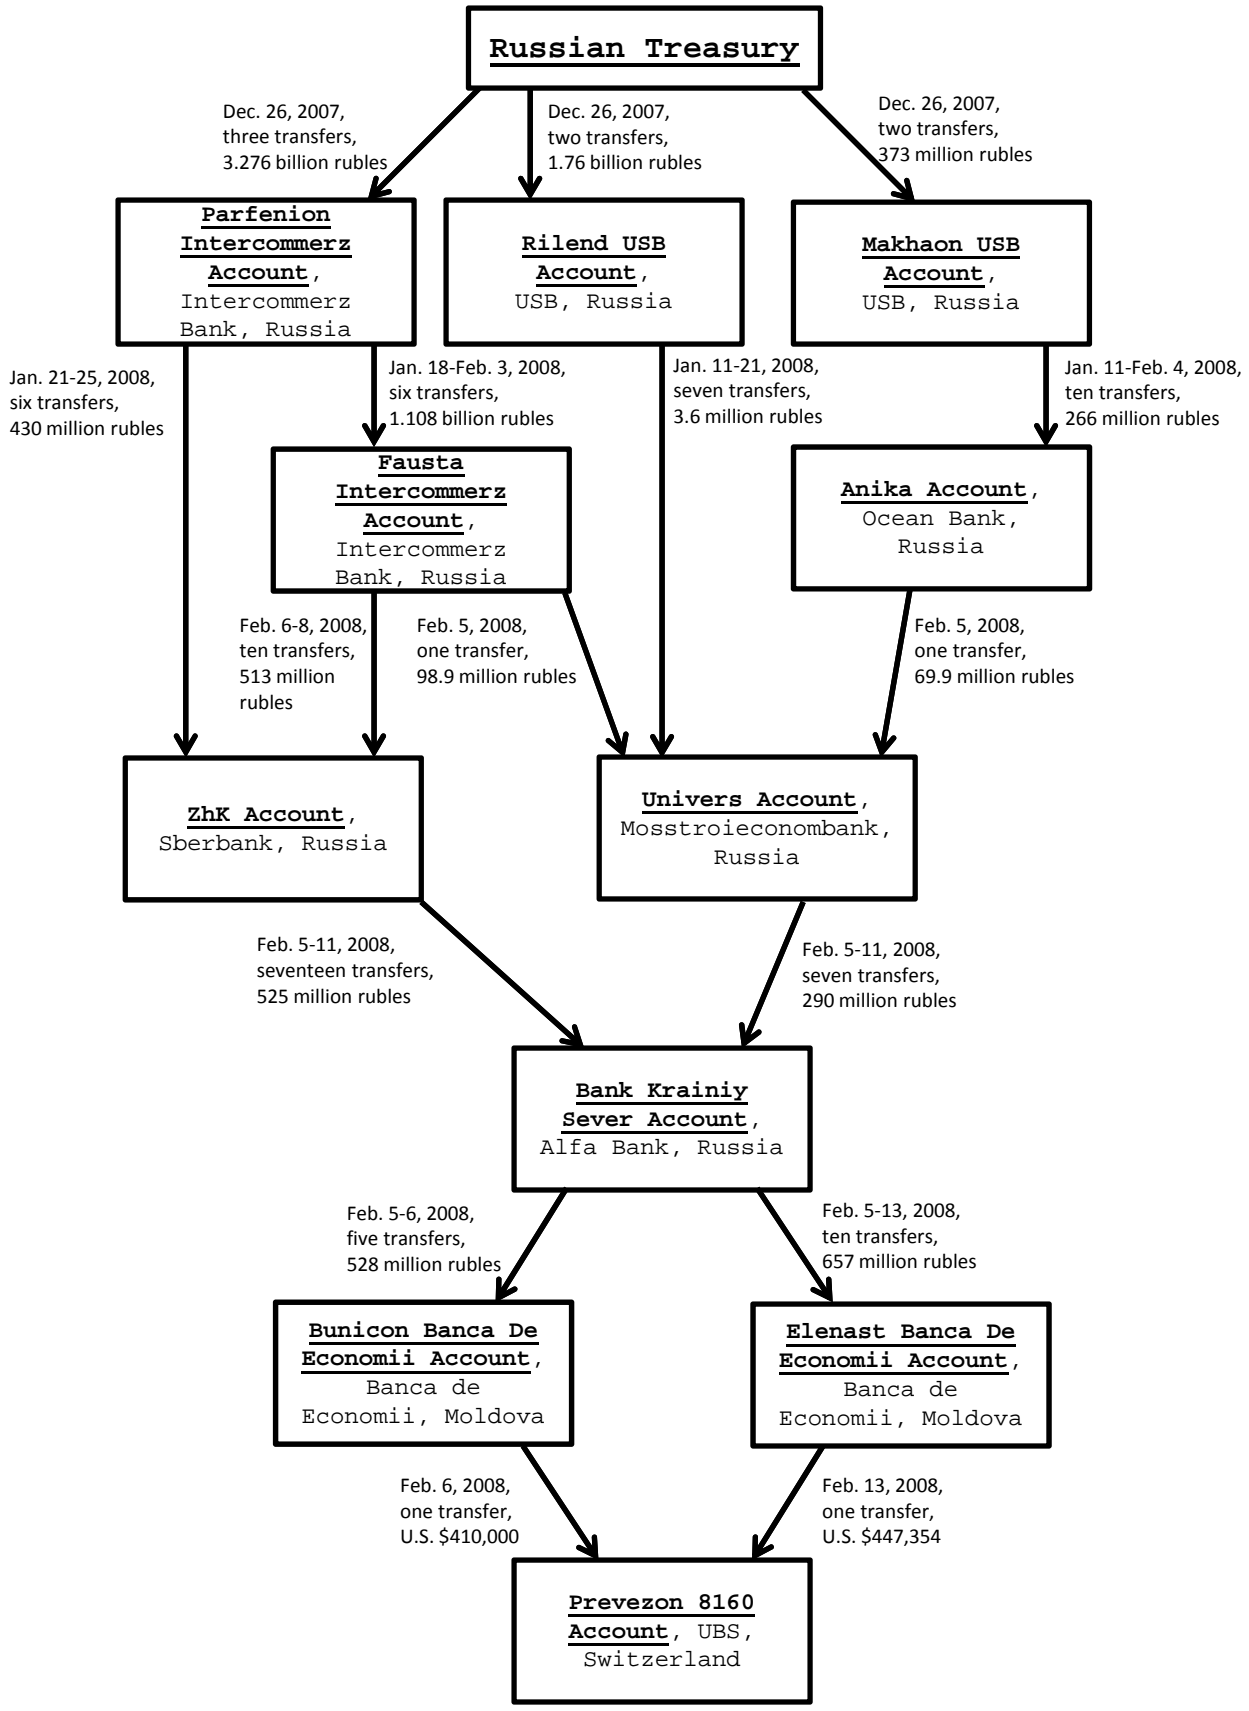 Russian Treasury
Dec. 26, 2007,
three transfers,
3.276 billion rubles
Dec. 26, 2007,
two transfers,
1.76 billion rubles
Dec. 26, 2007,
two transfers,
373 million rubles
Parfenion
Intercommerz
Account,
Intercommerz
Bank, Russia
Rilend USB
Account,
USB, Russia
Makhaon USB
Account,
USB, Russia
Jan. 21-25, 2008,
six transfers,
430 million rubles
Jan. 18-Feb. 3, 2008,
six transfers,
1.108 billion rubles
Jan. 11-21, 2008,
seven transfers,
3.6 million rubles
Jan. 11-Feb. 4, 2008,
ten transfers,
266 million rubles
Fausta
Intercommerz
Account,
Intercommerz
Bank, Russia
Anika Account,
Ocean Bank,
Russia
Feb. 6-8, 2008,
ten transfers,
513 million
rubles
Feb. 5, 2008,
one transfer,
98.9 million rubles
Feb. 5, 2008,
one transfer,
69.9 million rubles
ZhK Account,
Sberbank, Russia
Univers Account,
Mosstroieconombank,
Russia
Feb. 5-11, 2008,
seventeen transfers,
525 million rubles
Feb. 5-11, 2008,
seven transfers,
290 million rubles
Bank Krainiy
Sever Account,
Alfa Bank, Russia
Feb. 5-6, 2008,
five transfers,
528 million rubles
Feb. 5-13, 2008,
ten transfers,
657 million rubles
Bunicon Banca De
Economii Account,
Banca de
Economii, Moldova
Elenast Banca De
Economii Account,
Banca de
Economii, Moldova
Feb. 6, 2008,
one transfer,
U.S. $410,000
Feb. 13, 2008,
one transfer,
U.S. $447,354
Prevezon 8160
Account, UBS,
Switzerland